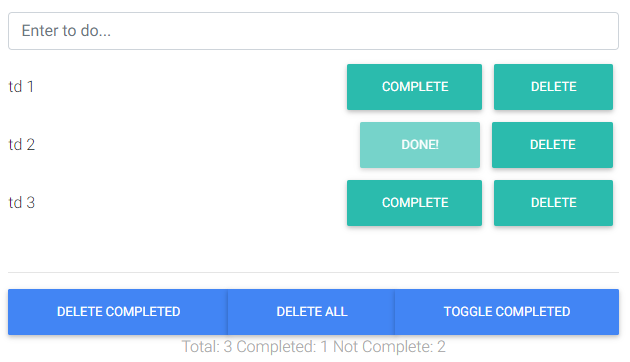 Enter to do...
td 1 COMPLETE DELETE
td 2 DONE! DELETE
td 3 COMPLETE DELETE
DELETE COMPLETED DELETE ALL TOGGLE COMPLETED
Total: 3 Completed: 1 Not Complete: 2